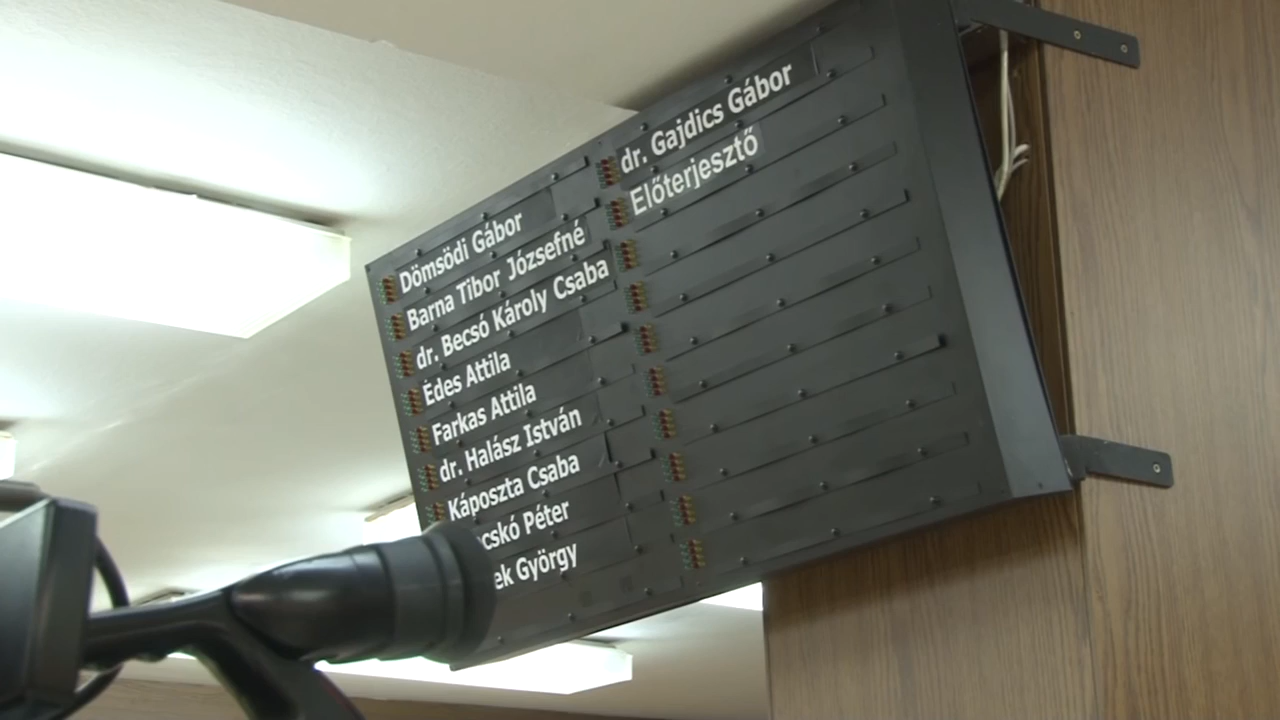 Dömsödi Gábor
Barna Tibor Józsefné
dr. Becsó Károly Csaba
Édes Attila
Farkas Attila
dr. Halász István
Káposzta Csaba
Péter
György
dr. Gajdics Gábor
Előterjesztő